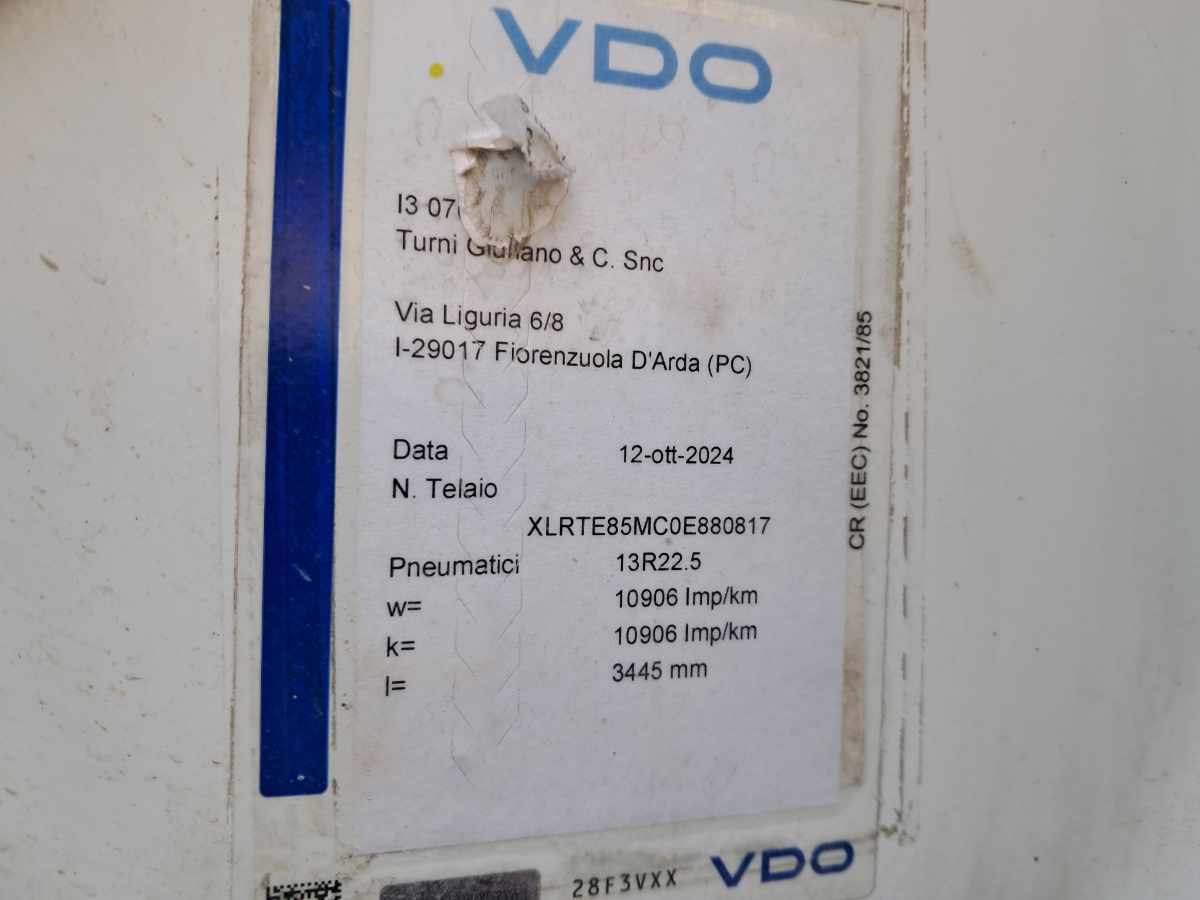 VDO
I3 07
Turni Giuliano & C. Snc
Via Liguria 6/8
I-29017 Fiorenzuola D'Arda (PC)
Data 12-ott-2024
N. Telaio
XLRTE85MC0E880817
Pneumatici 13R22.5
w= 10906 Imp/km
k= 10906 Imp/km
l= 3445 mm
CR (EEC) No. 3821/85
28F3VXX VDO